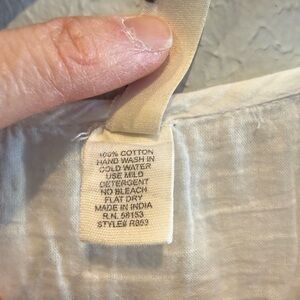 100% COTTON
HAND WASH IN
COLD WATER
USE MILD
DETERGENT
NO BLEACH
FLAT DRY
MADE IN INDIA
R.N. 58153
STYLE# R953